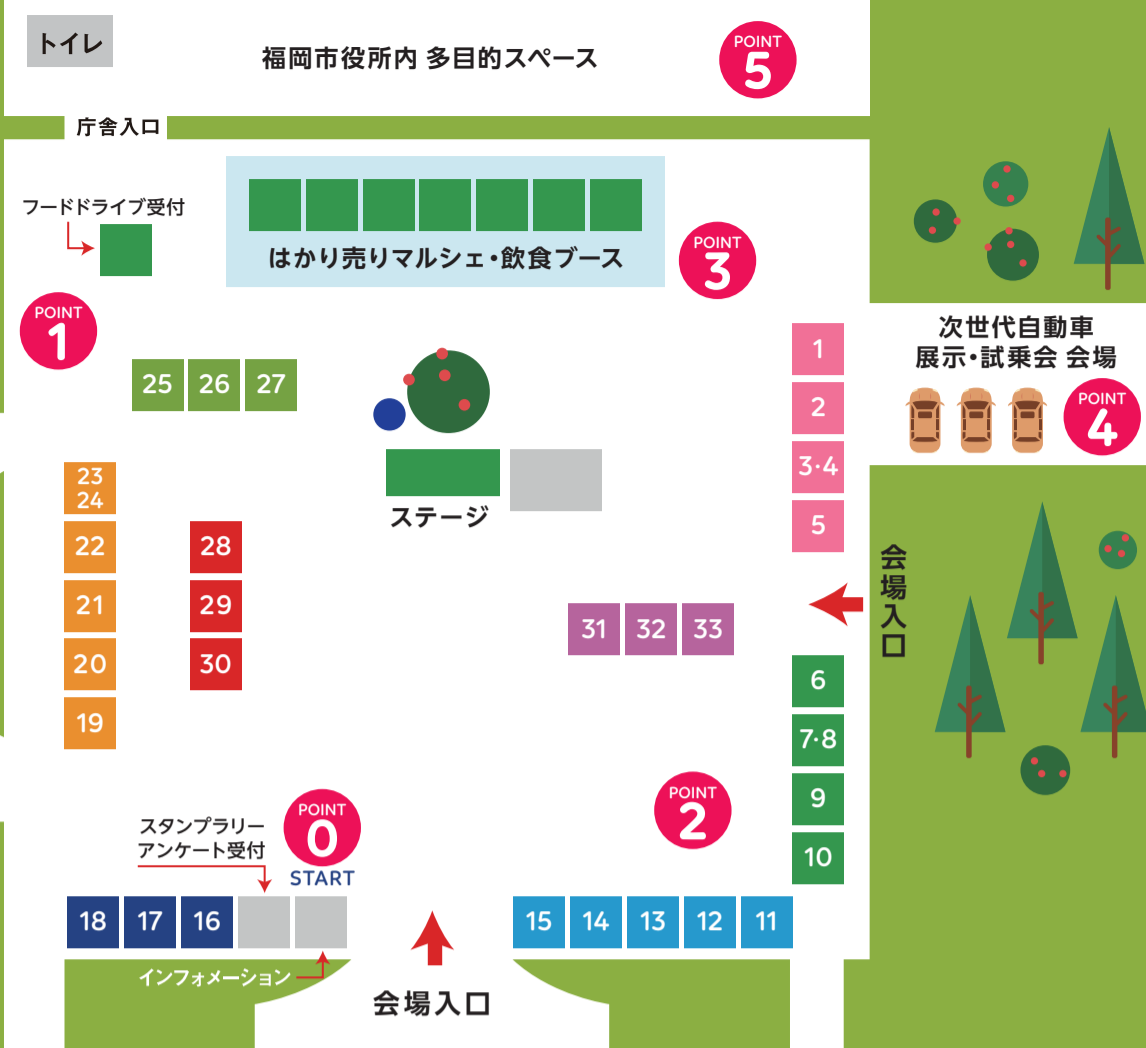 トイレ
福岡市役所内 多目的スペース
POINT
5
庁舎入口
フードドライブ受付
はかり売りマルシェ・飲食ブース
POINT
3
POINT
1
25
26
27
1
2
3·4
5
次世代自動車
展示・試乗会 会場
POINT
4
ステージ
23
24
22
21
20
19
28
29
30
31
32
33
会場入口
6
7·8
9
10
POINT
2
スタンプラリー
アンケート受付
POINT
0
START
18
17
16
15
14
13
12
11
インフォメーション
会場入口